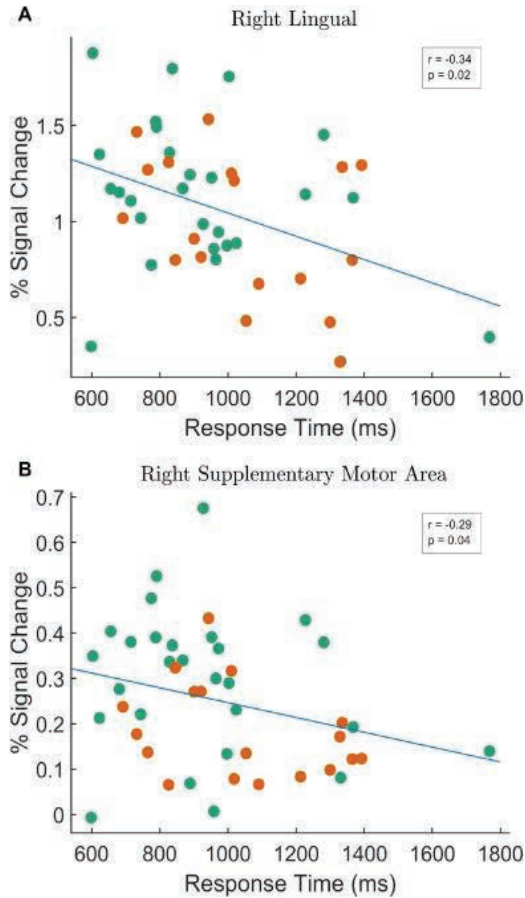 A
Right Lingual
r = -0.34
p = 0.02
1.5
1
0.5
% Signal Change
600 800 1000 1200 1400 1600 1800
Response Time (ms)
B
Right Supplementary Motor Area
r = -0.29
p = 0.04
0.7
0.6
0.5
0.4
0.3
0.2
0.1
0
% Signal Change
600 800 1000 1200 1400 1600 1800
Response Time (ms)